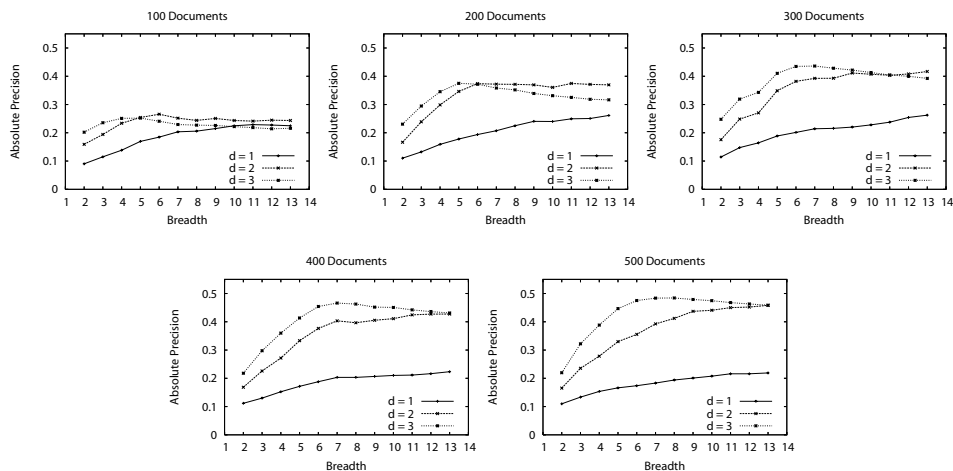 100 Documents
200 Documents
300 Documents
Absolute Precision
0.5
0.4
0.3
0.2
0.1
0
d = 1
d = 2
d = 3
1 2 3 4 5 6 7 8 9 10 11 12 13 14
Breadth
Absolute Precision
0.5
0.4
0.3
0.2
0.1
0
d = 1
d = 2
d = 3
1 2 3 4 5 6 7 8 9 10 11 12 13 14
Breadth
Absolute Precision
0.5
0.4
0.3
0.2
0.1
0
d = 1
d = 2
d = 3
1 2 3 4 5 6 7 8 9 10 11 12 13 14
Breadth
400 Documents
500 Documents
Absolute Precision
0.5
0.4
0.3
0.2
0.1
0
d = 1
d = 2
d = 3
1 2 3 4 5 6 7 8 9 10 11 12 13 14
Breadth
Absolute Precision
0.5
0.4
0.3
0.2
0.1
0
d = 1
d = 2
d = 3
1 2 3 4 5 6 7 8 9 10 11 12 13 14
Breadth